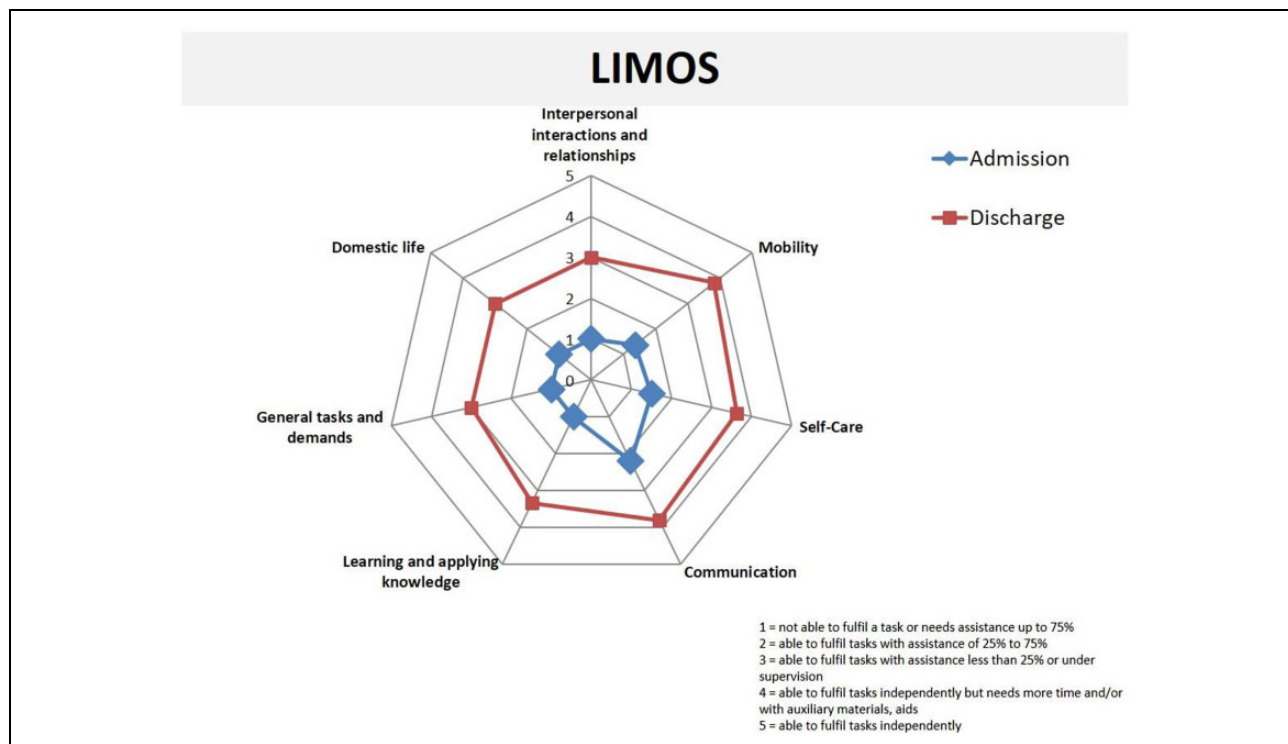 LIMOS
Interpersonal
interactions and
relationships
Admission
Discharge
5
4
3
2
1
0
Domestic life
Mobility
General tasks and
demands
Self-Care
Learning and applying
knowledge
Communication
1 = not able to fulfil a task or needs assistance up to 75%
2 = able to fulfil tasks with assistance of 25% to 75%
3 = able to fulfil tasks with assistance less than 25% or under
supervision
4 = able to fulfil tasks independently but needs more time and/or
with auxiliary materials, aids
5 = able to fulfil tasks independently